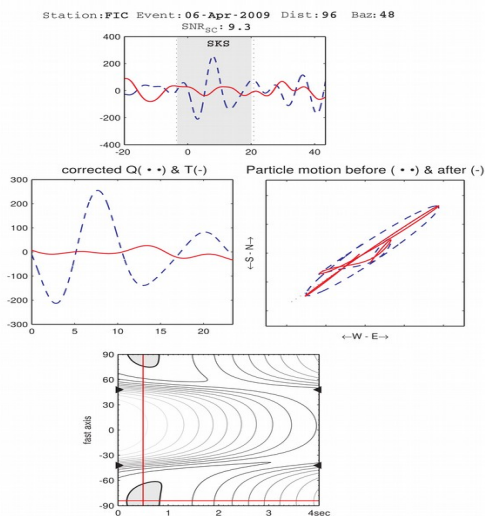 Station:FIC Event:06-Apr-2009 Dist:96 Baz:48
SNRSC:9.3
SKS
400
200
0
-200
-400
-20 0 20 40
corrected Q( • •) & T(-)
300
200
100
0
-100
-200
-300
0 5 10 15 20
Particle motion before ( • •) & after (-)
←S - N→
←W - E→
fast axis
90
60
30
0
-30
-60
-90
0 1 2 3 4sec